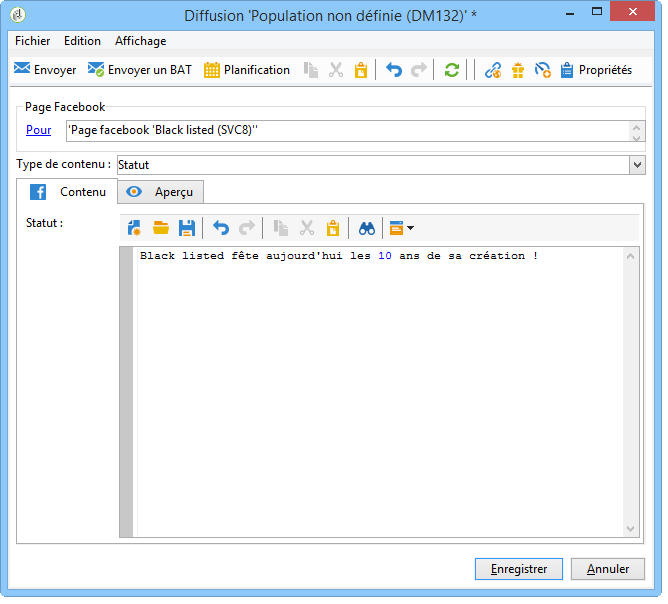 Diffusion 'Population non définie (DM132)' *
Fichier Edition Affichage
Envoyer Envoyer un BAT Planification Propriétés
Page Facebook
Pour 'Page facebook 'Black listed (SVC8)''
Type de contenu : Statut
Contenu Aperçu
Statut :
Black listed fête aujourd'hui les 10 ans de sa création !
Enregistrer Annuler